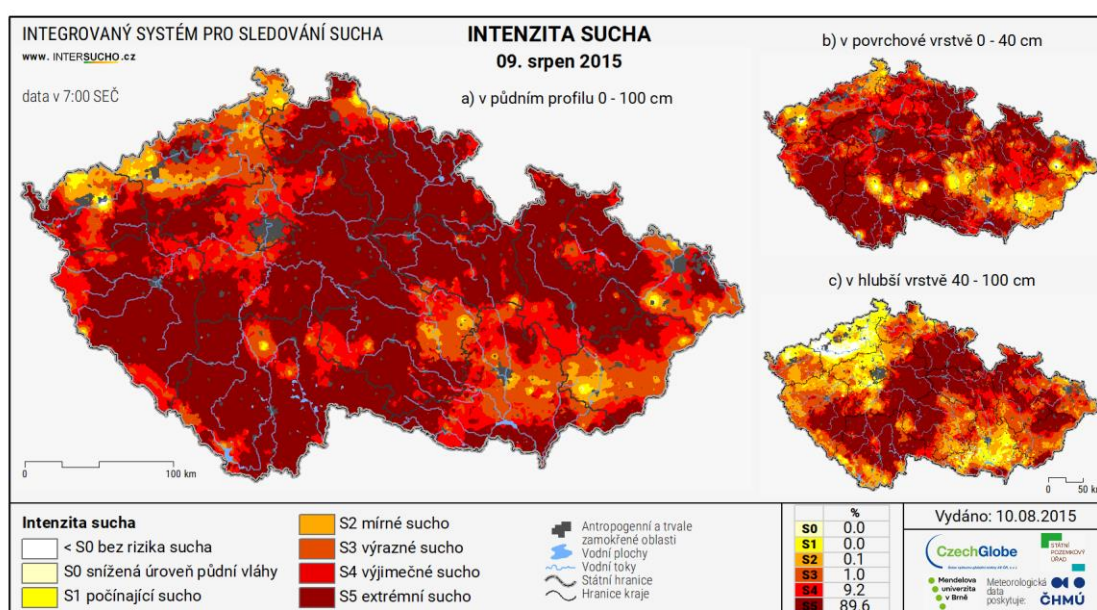 INTEGROVANÝ SYSTÉM PRO SLEDOVÁNÍ SUCHA
www. INTERSUCHO.cz
data v 7:00 SEČ
INTENZITA SUCHA
09. srpen 2015
a) v půdním profilu 0 - 100 cm
b) v povrchové vrstvě 0 - 40 cm
c) v hlubší vrstvě 40 - 100 cm
0 100 km
0 50 km
Intenzita sucha
< S0 bez rizika sucha
S0 snížená úroveň půdní vláhy
S1 počínající sucho
S2 mírné sucho
S3 výrazné sucho
S4 výjimečné sucho
S5 extrémní sucho
Antropogenní a trvale
zamokřené oblasti
Vodní plochy
Vodní toky
Státní hranice
Hranice kraje
%
S0 0.0
S1 0.0
S2 0.1
S3 1.0
S4 9.2
S5 89.6
Vydáno: 10.08.2015
CzechGlobe
STÁTNÍ
POZEMKOVÝ
ÚŘAD
Mendelova
univerzita
v Brně
Meteorologická
data
poskytuje:
ČHMÚ